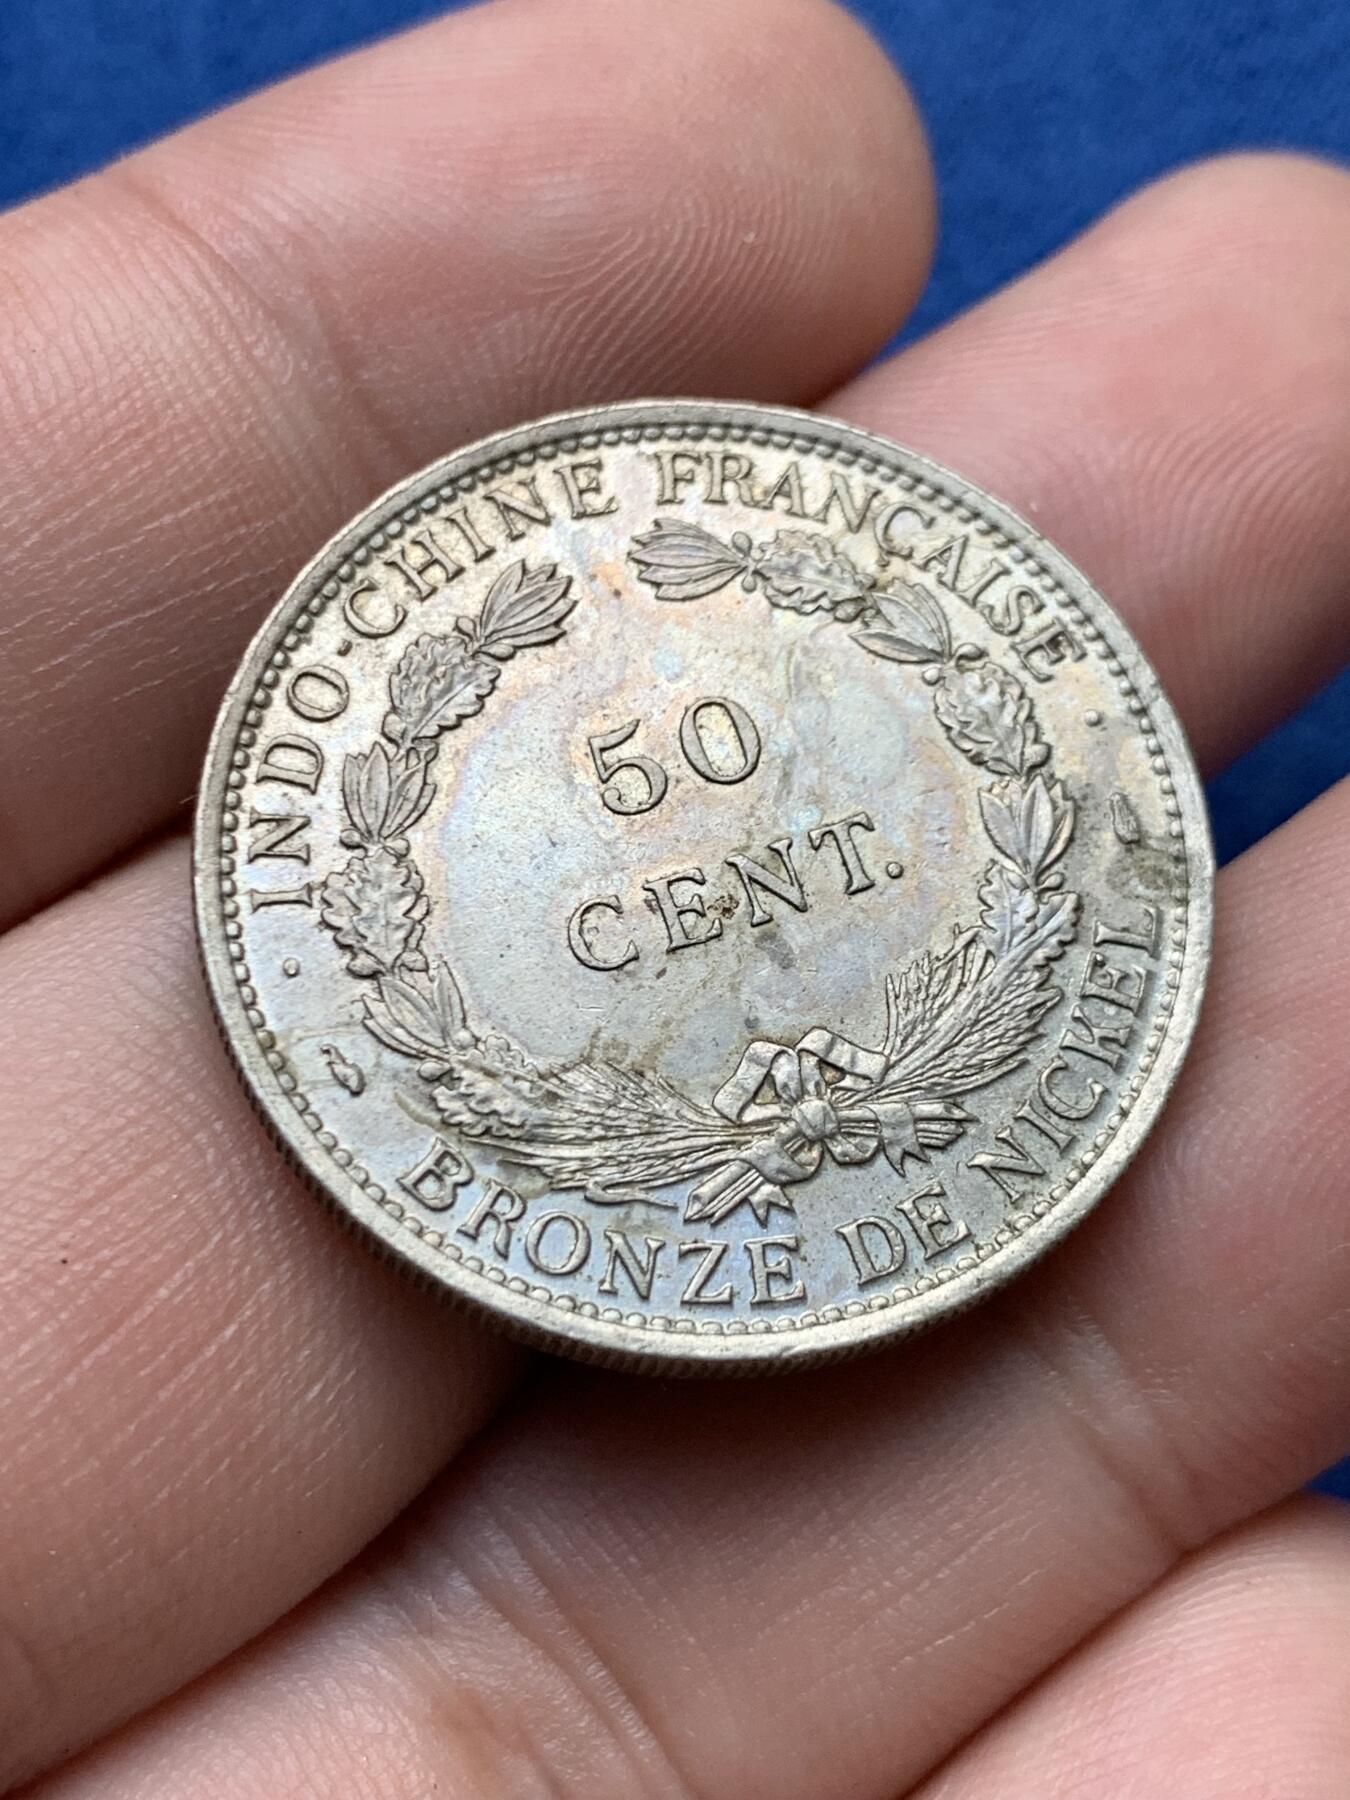 INDO-CHINE FRANÇAISE
50
CENT.
BRONZE DE NICKEL